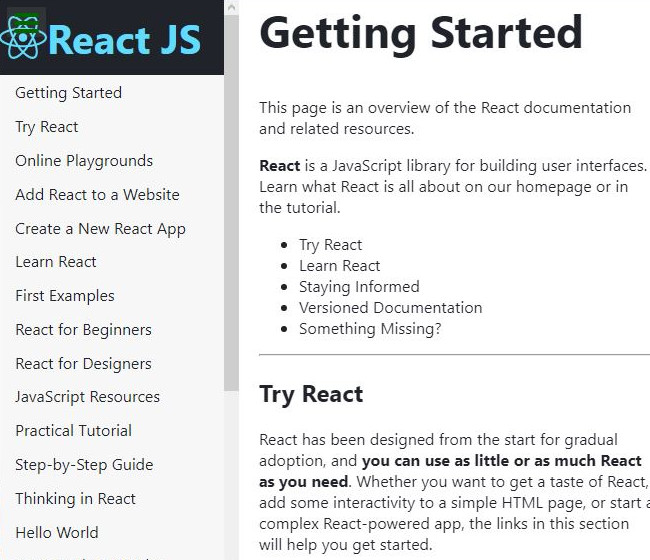 React JS
Getting Started
Try React
Online Playgrounds
Add React to a Website
Create a New React App
Learn React
First Examples
React for Beginners
React for Designers
JavaScript Resources
Practical Tutorial
Step-by-Step Guide
Thinking in React
Hello World
Getting Started
This page is an overview of the React documentation
and related resources.
React is a JavaScript library for building user interfaces.
Learn what React is all about on our homepage or in
the tutorial.
Try React
Learn React
Staying Informed
Versioned Documentation
Something Missing?
Try React
React has been designed from the start for gradual
adoption, and you can use as little or as much React
as you need. Whether you want to get a taste of React,
add some interactivity to a simple HTML page, or start a
complex React-powered app, the links in this section
will help you get started.